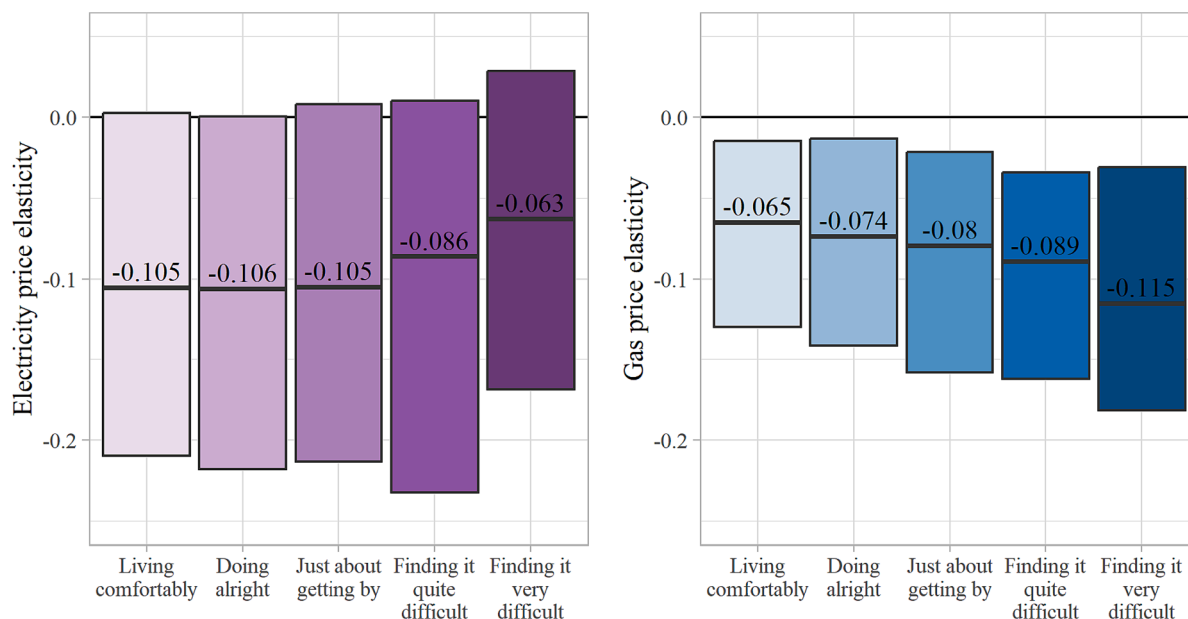 Electricity price elasticity
0.0
-0.1
-0.2
-0.105
-0.106
-0.105
-0.086
-0.063
Living
comfortably
Doing
alright
Just about
getting by
Finding it
quite
difficult
Finding it
very
difficult
Gas price elasticity
0.0
-0.1
-0.2
-0.065
-0.074
-0.08
-0.089
-0.115
Living
comfortably
Doing
alright
Just about
getting by
Finding it
quite
difficult
Finding it
very
difficult